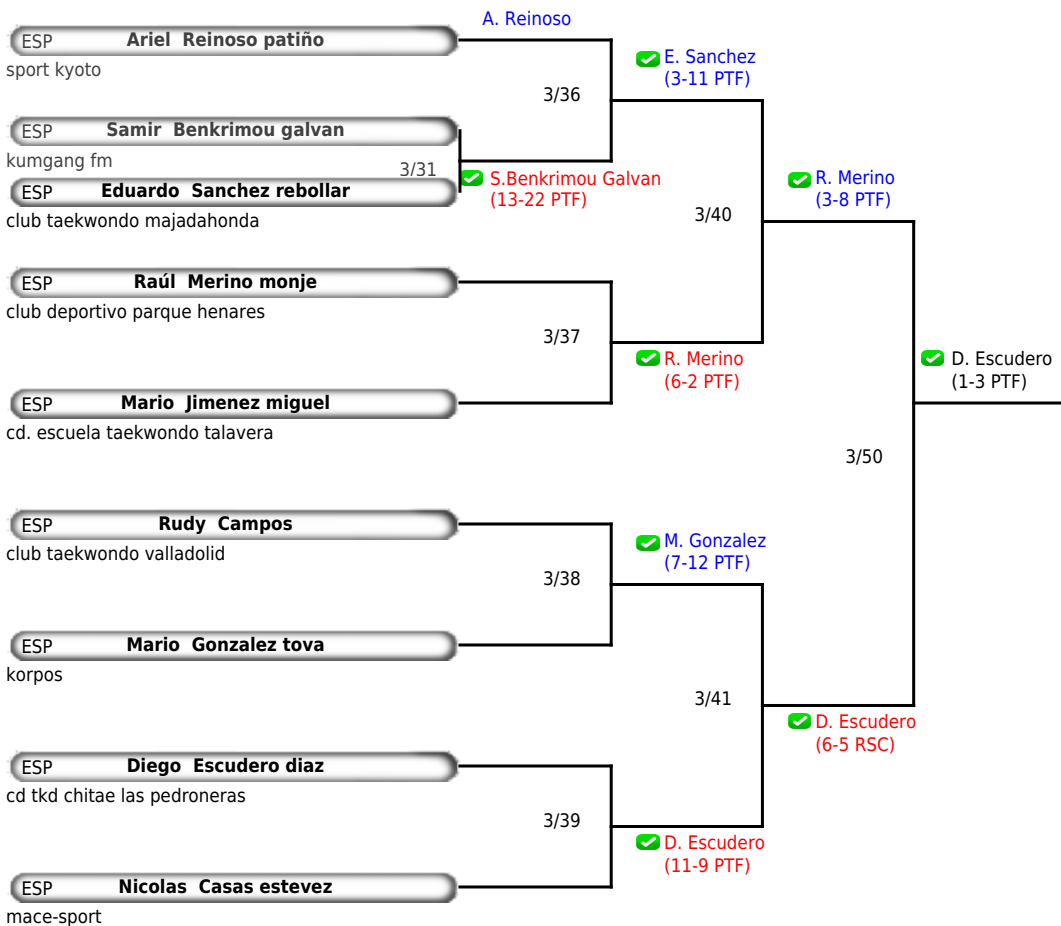 A. Reinoso
ESP Ariel Reinoso patiño
sport kyoto
E. Sanchez
(3-11 PTF)
3/36
ESP Samir Benkrimou galvan
kumgang fm
3/31
S.Benkrimou Galvan
(13-22 PTF)
R. Merino
(3-8 PTF)
ESP Eduardo Sanchez rebollar
club taekwondo majadahonda
3/40
ESP Raúl Merino monje
club deportivo parque henares
3/37
R. Merino
(6-2 PTF)
D. Escudero
(1-3 PTF)
ESP Mario Jimenez miguel
cd. escuela taekwondo talavera
3/50
ESP Rudy Campos
club taekwondo valladolid
M. Gonzalez
(7-12 PTF)
3/38
ESP Mario Gonzalez tova
korpos
3/41
D. Escudero
(6-5 RSC)
ESP Diego Escudero diaz
cd tkd chitae las pedroneras
3/39
D. Escudero
(11-9 PTF)
ESP Nicolas Casas estevez
mace-sport